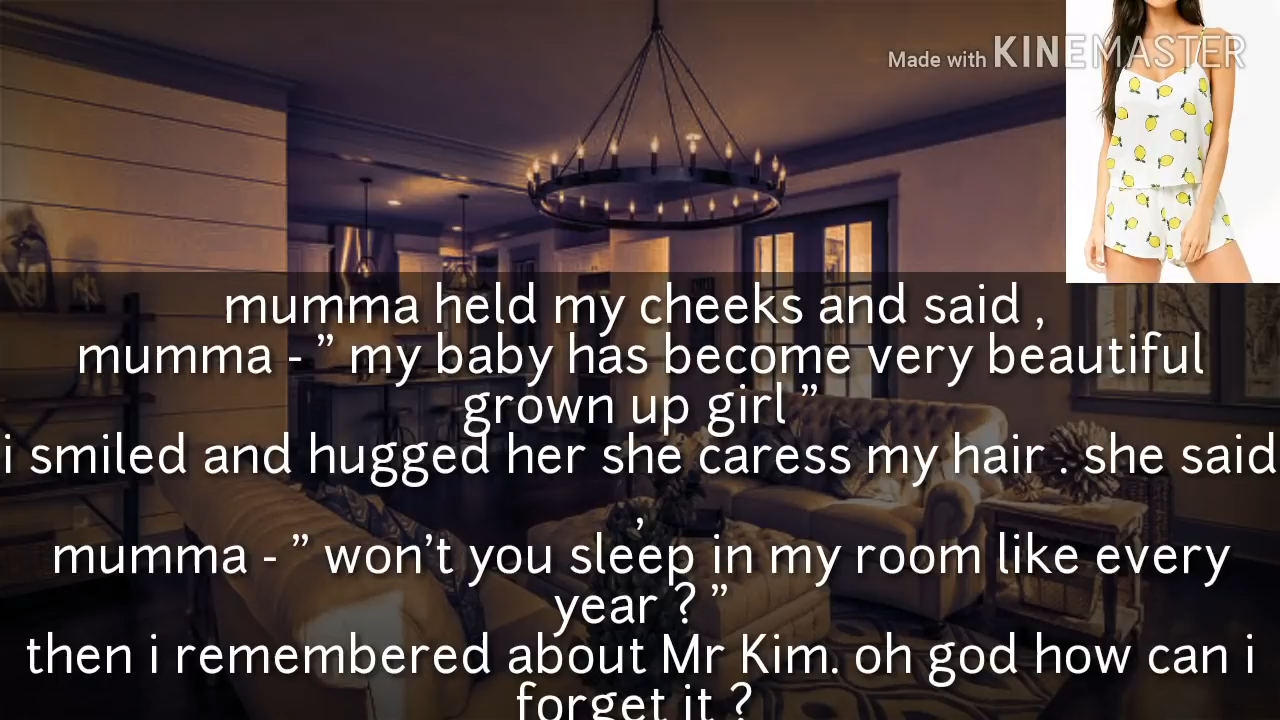 Made with KINEMASTER
mumma held my cheeks and said ,
mumma - ” my baby has become very beautiful
grown up girl ”
i smiled and hugged her she caress my hair . she said
,
mumma - ” won’t you sleep in my room like every
year ? ”
then i remembered about Mr Kim. oh god how can i
forget it ?